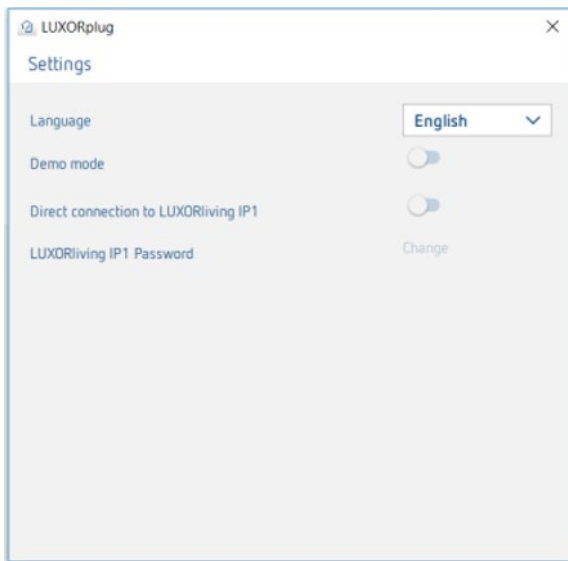 LUXORplug
Settings
Language English
Demo mode
Direct connection to LUXORliving IP1
LUXORliving IP1 Password Change